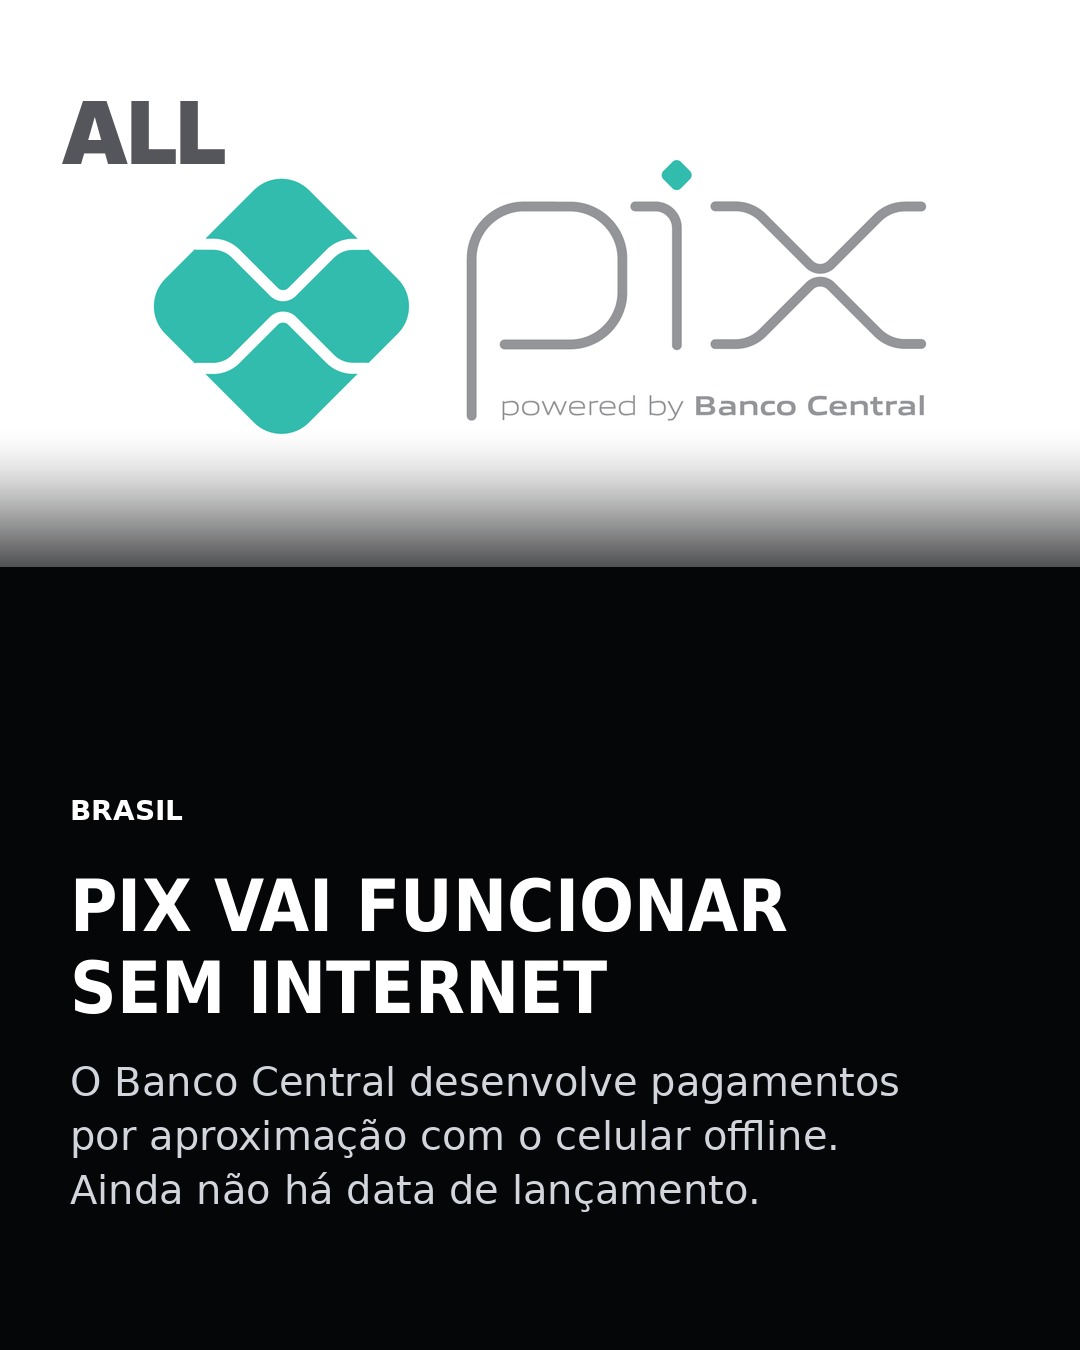 ALL
pix
powered by Banco Central
BRASIL
PIX VAI FUNCIONAR
SEM INTERNET
O Banco Central desenvolve pagamentos
por aproximação com o celular offline.
Ainda não há data de lançamento.